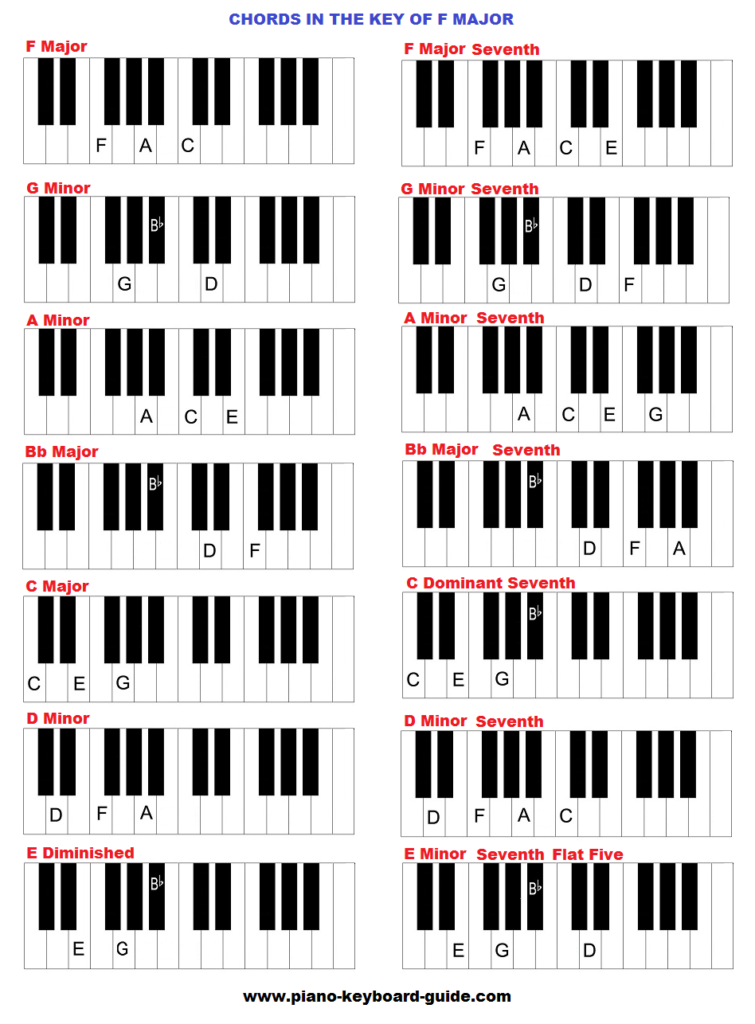 CHORDS IN THE KEY OF F MAJOR
F Major
F A C
F Major Seventh
F A C E
G Minor
B♭
G D
G Minor Seventh
B♭
G D F
A Minor
A C E
A Minor Seventh
A C E G
Bb Major
B♭
D F
Bb Major Seventh
B♭
D F A
C Major
C E G
C Dominant Seventh
B♭
C E G
D Minor
D F A
D Minor Seventh
D F A C
E Diminished
B♭
E G
E Minor Seventh Flat Five
B♭
E G D
www.piano-keyboard-guide.com